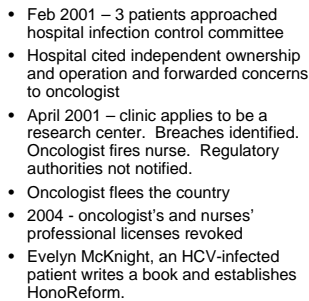 • Feb 2001 – 3 patients approached
hospital infection control committee
• Hospital cited independent ownership
and operation and forwarded concerns
to oncologist
• April 2001 – clinic applies to be a
research center.  Breaches identified.
Oncologist fires nurse.  Regulatory
authorities not notified.
• Oncologist flees the country
• 2004 - oncologist's and nurses'
professional licenses revoked
• Evelyn McKnight, an HCV-infected
patient writes a book and establishes
HonoReform.